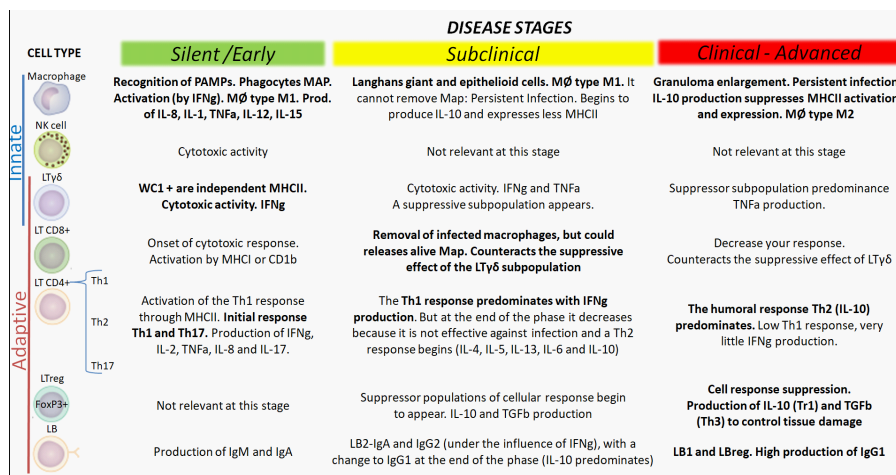 DISEASE STAGES
CELL TYPE
Silent /Early
Subclinical
Clinical - Advanced
Innate
Adaptive
Macrophage
Recognition of PAMPs. Phagocytes MAP.
Activation (by IFNg). MØ type M1. Prod.
of IL-8, IL-1, TNFa, IL-12, IL-15
Langhans giant and epithelioid cells. MØ type M1. It
cannot remove Map: Persistent Infection. Begins to
produce IL-10 and expresses less MHCII
Granuloma enlargement. Persistent infection
IL-10 production suppresses MHCII activation
and expression. MØ type M2
NK cell
Cytotoxic activity
Not relevant at this stage
Not relevant at this stage
LTγδ
WC1 + are independent MHCII.
Cytotoxic activity. IFNg
Cytotoxic activity. IFNg and TNFa
A suppressive subpopulation appears.
Suppressor subpopulation predominance
TNFa production.
LT CD8+
Onset of cytotoxic response.
Activation by MHCI or CD1b
Removal of infected macrophages, but could
releases alive Map. Counteracts the suppressive
effect of the LTγδ subpopulation
Decrease your response.
Counteracts the suppressive effect of LTγδ
LT CD4+
Th1
Th2
Th17
Activation of the Th1 response
through MHCII. Initial response
Th1 and Th17. Production of IFNg,
IL-2, TNFa, IL-8 and IL-17.
The Th1 response predominates with IFNg
production. But at the end of the phase it decreases
because it is not effective against infection and a Th2
response begins (IL-4, IL-5, IL-13, IL-6 and IL-10)
The humoral response Th2 (IL-10)
predominates. Low Th1 response, very
little IFNg production.
LTreg
FoxP3+
Not relevant at this stage
Suppressor populations of cellular response begin
to appear. IL-10 and TGFb production
Cell response suppression.
Production of IL-10 (Tr1) and TGFb
(Th3) to control tissue damage
LB
Production of IgM and IgA
LB2-IgA and IgG2 (under the influence of IFNg), with a
change to IgG1 at the end of the phase (IL-10 predominates)
LB1 and LBreg. High production of IgG1